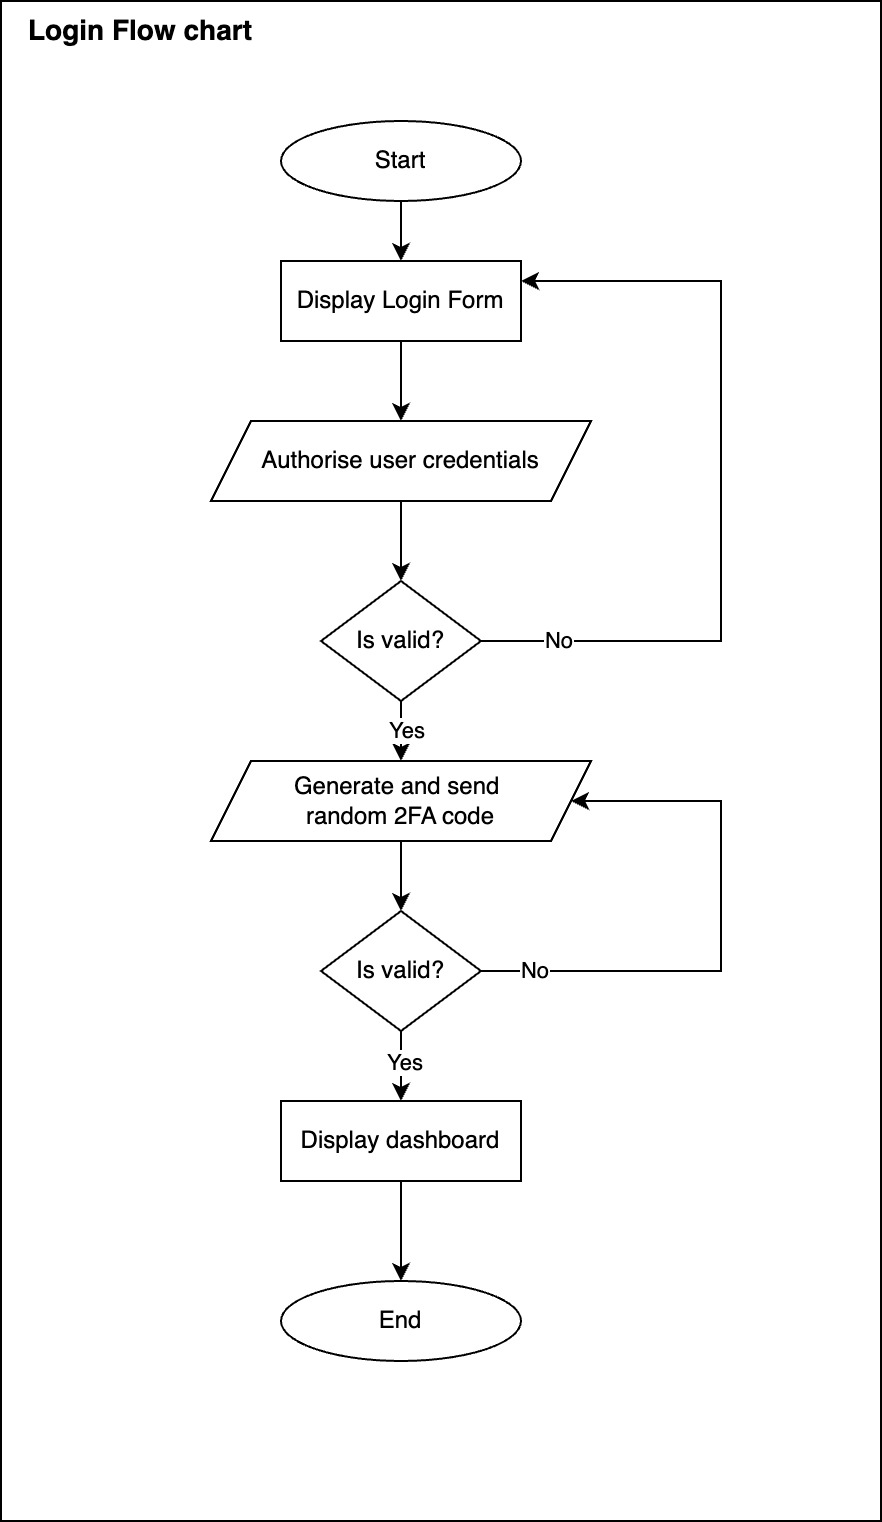 Login Flow chart
Start
Display Login Form
Authorise user credentials
Is valid?
No
Yes
Generate and send
random 2FA code
Is valid?
No
Yes
Display dashboard
End